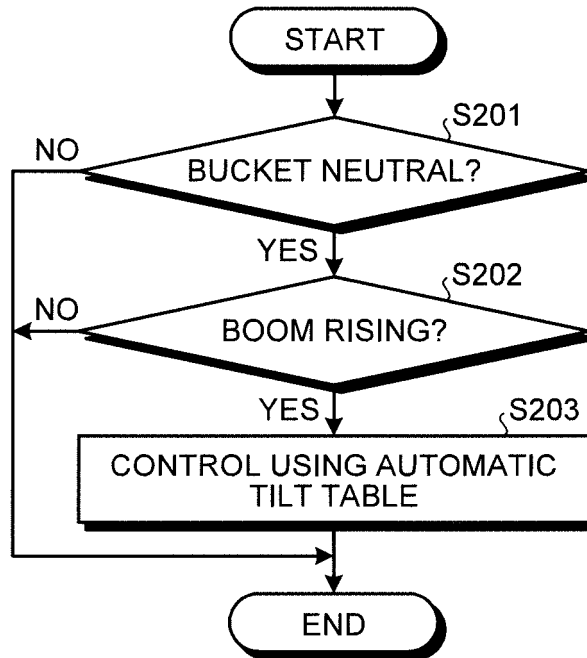 START
S201
NO
BUCKET NEUTRAL?
YES
S202
NO
BOOM RISING?
YES
S203
CONTROL USING AUTOMATIC
TILT TABLE
END